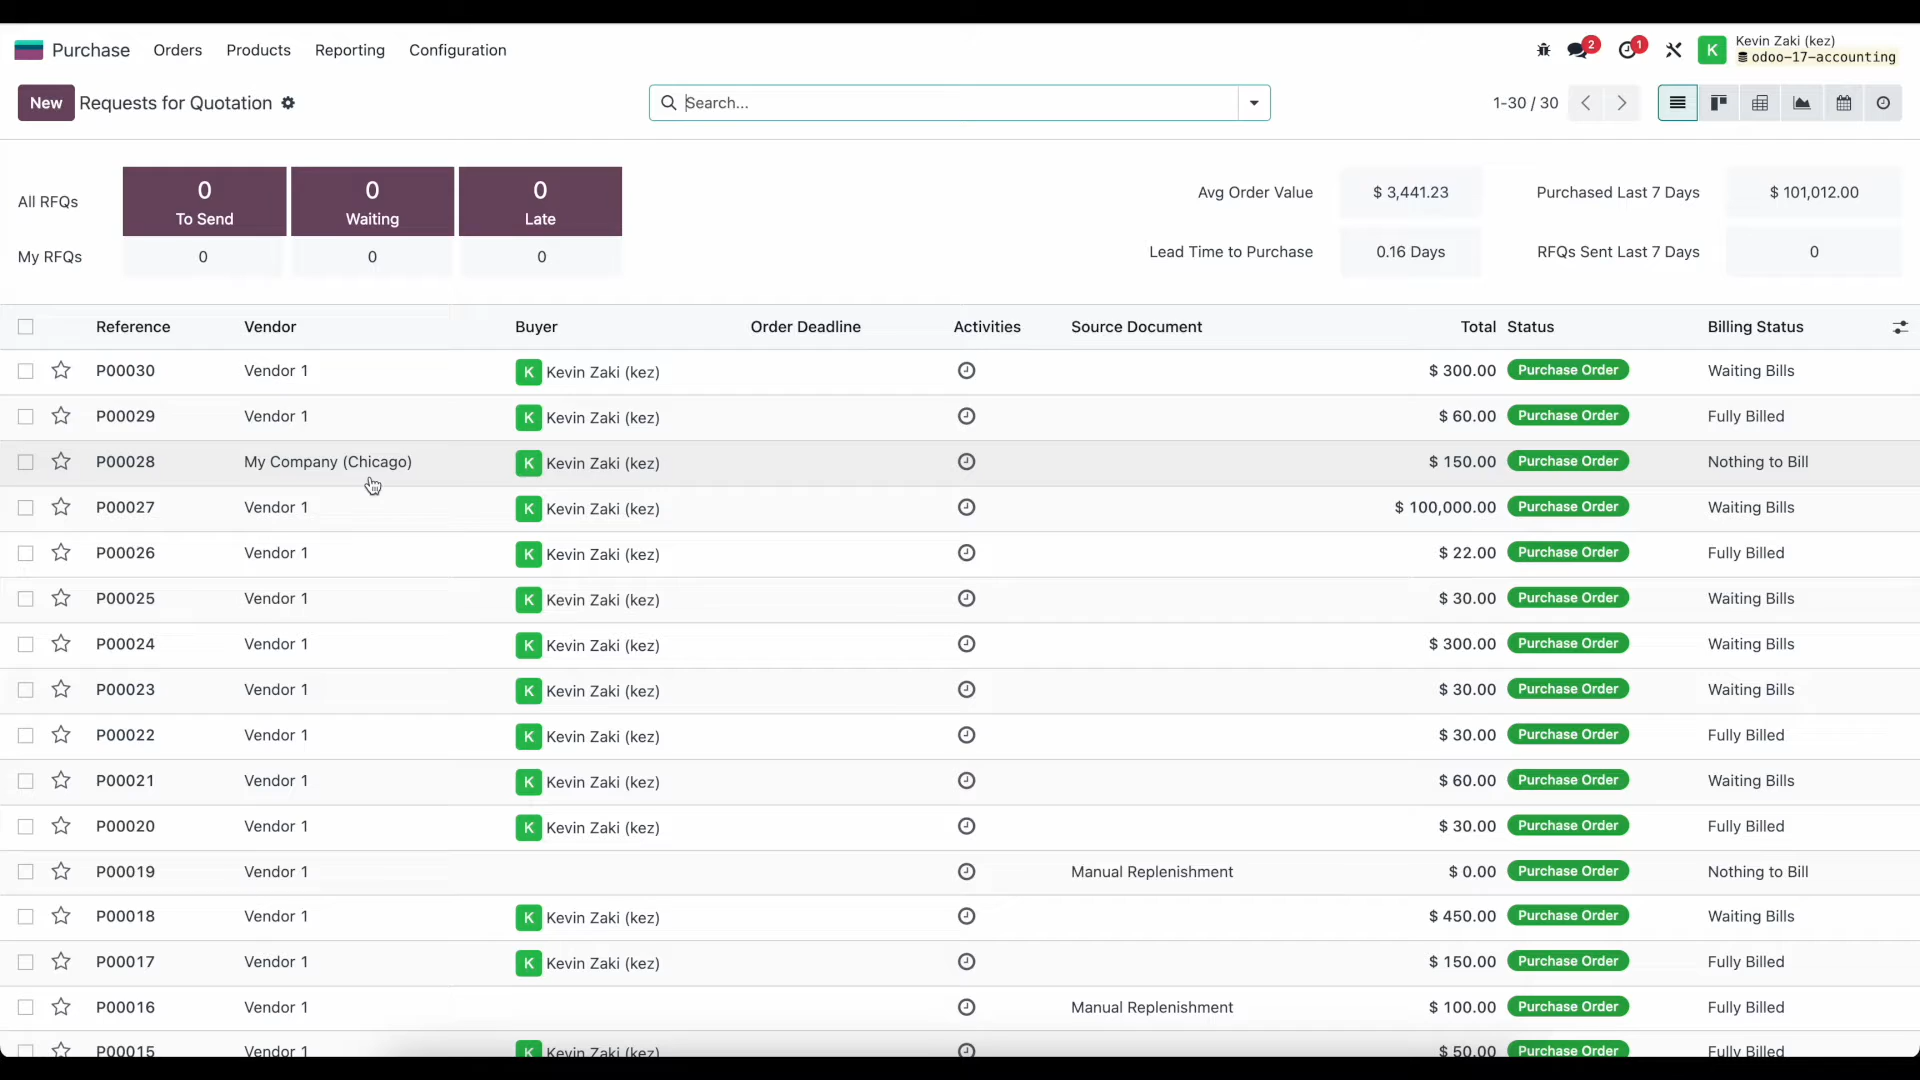 Purchase Orders Products Reporting Configuration 2 1 K Kevin Zaki (kez)
odoo-17-accounting
New Requests for Quotation Search... 1-30 / 30
All RFQs 0 To Send 0 Waiting 0 Late Avg Order Value $ 3,441.23 Purchased Last 7 Days $ 101,012.00
My RFQs 0 0 0 Lead Time to Purchase 0.16 Days RFQs Sent Last 7 Days 0
Reference Vendor Buyer Order Deadline Activities Source Document Total Status Billing Status
P00030 Vendor 1 K Kevin Zaki (kez) $ 300.00 Purchase Order Waiting Bills
P00029 Vendor 1 K Kevin Zaki (kez) $ 60.00 Purchase Order Fully Billed
P00028 My Company (Chicago) K Kevin Zaki (kez) $ 150.00 Purchase Order Nothing to Bill
P00027 Vendor 1 K Kevin Zaki (kez) $ 100,000.00 Purchase Order Waiting Bills
P00026 Vendor 1 K Kevin Zaki (kez) $ 22.00 Purchase Order Fully Billed
P00025 Vendor 1 K Kevin Zaki (kez) $ 30.00 Purchase Order Waiting Bills
P00024 Vendor 1 K Kevin Zaki (kez) $ 300.00 Purchase Order Waiting Bills
P00023 Vendor 1 K Kevin Zaki (kez) $ 30.00 Purchase Order Waiting Bills
P00022 Vendor 1 K Kevin Zaki (kez) $ 30.00 Purchase Order Fully Billed
P00021 Vendor 1 K Kevin Zaki (kez) $ 60.00 Purchase Order Waiting Bills
P00020 Vendor 1 K Kevin Zaki (kez) $ 30.00 Purchase Order Fully Billed
P00019 Vendor 1 Manual Replenishment $ 0.00 Purchase Order Nothing to Bill
P00018 Vendor 1 K Kevin Zaki (kez) $ 450.00 Purchase Order Waiting Bills
P00017 Vendor 1 K Kevin Zaki (kez) $ 150.00 Purchase Order Fully Billed
P00016 Vendor 1 Manual Replenishment $ 100.00 Purchase Order Fully Billed
P00015 Vendor 1 K Kevin Zaki (kez) $ 50.00 Purchase Order Fully Billed